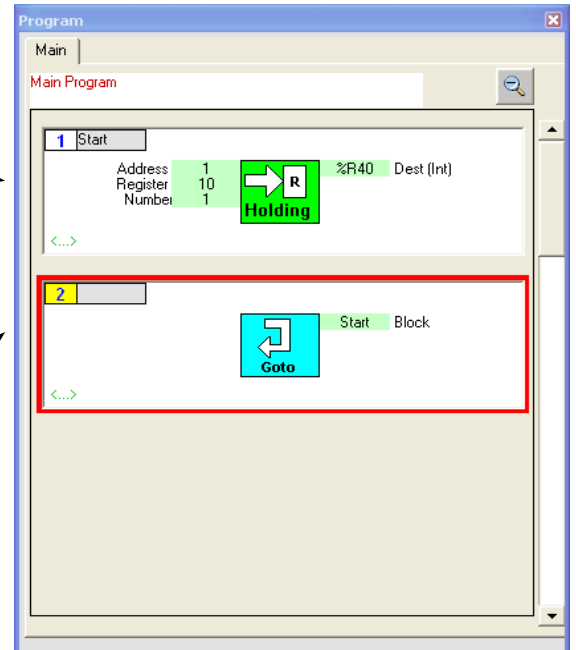 Program
Main
Main Program
1 Start
Address 1 %R40 Dest (Int)
Register 10 R
Number 1
Holding
<...>
2
Start Block
Goto
<...>